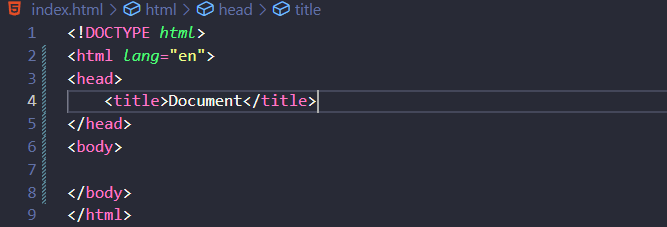 index.html > html > head > title
1 <!DOCTYPE html>
2 <html lang="en">
3 <head>
4     <title>Document</title>
5 </head>
6 <body>
7
8 </body>
9 </html>